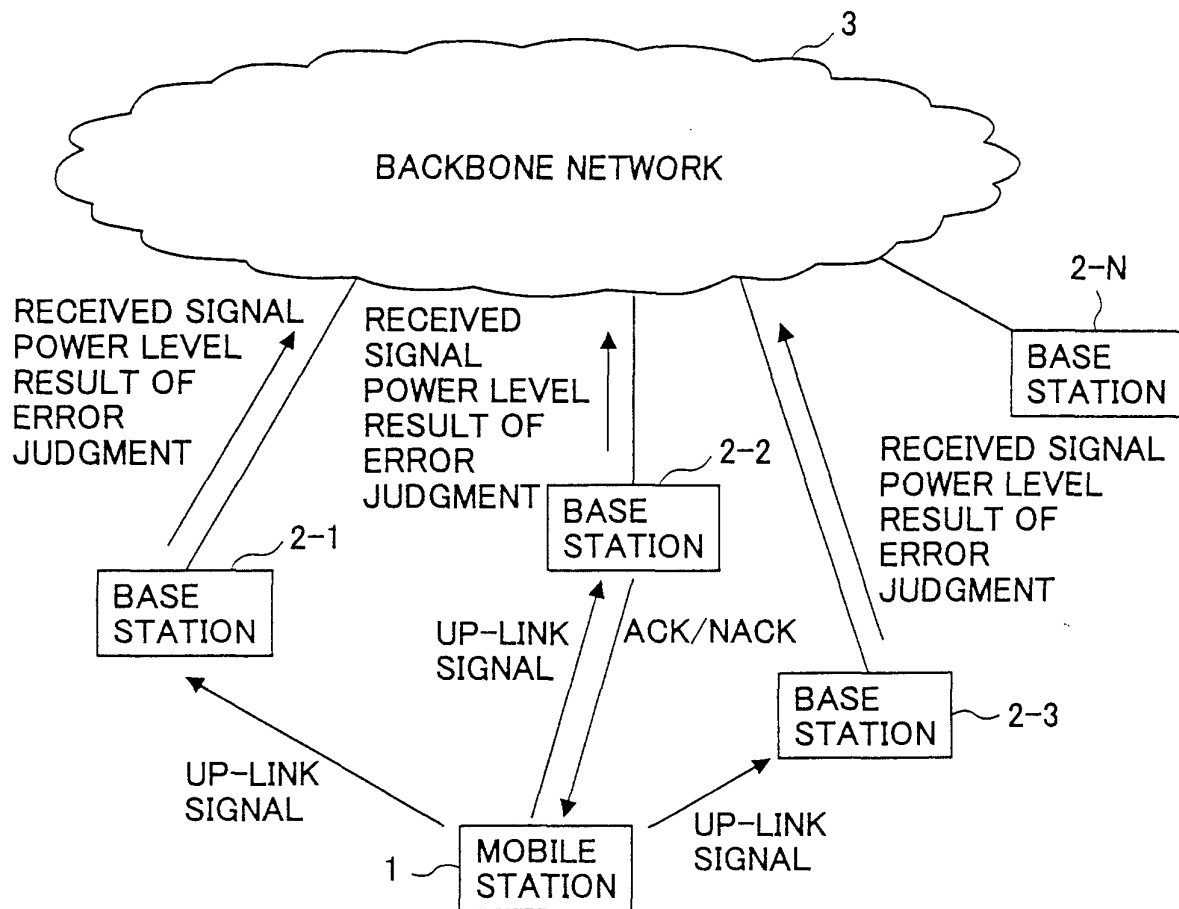 3
BACKBONE NETWORK
2-N
BASE
STATION
RECEIVED SIGNAL
POWER LEVEL
RESULT OF
ERROR
JUDGMENT
RECEIVED
SIGNAL
POWER LEVEL
RESULT OF
ERROR
JUDGMENT
RECEIVED SIGNAL
POWER LEVEL
RESULT OF
ERROR
JUDGMENT
2-1
BASE
STATION
2-2
BASE
STATION
2-3
BASE
STATION
UP-LINK
SIGNAL
UP-LINK
SIGNAL
ACK/NACK
UP-LINK
SIGNAL
1
MOBILE
STATION